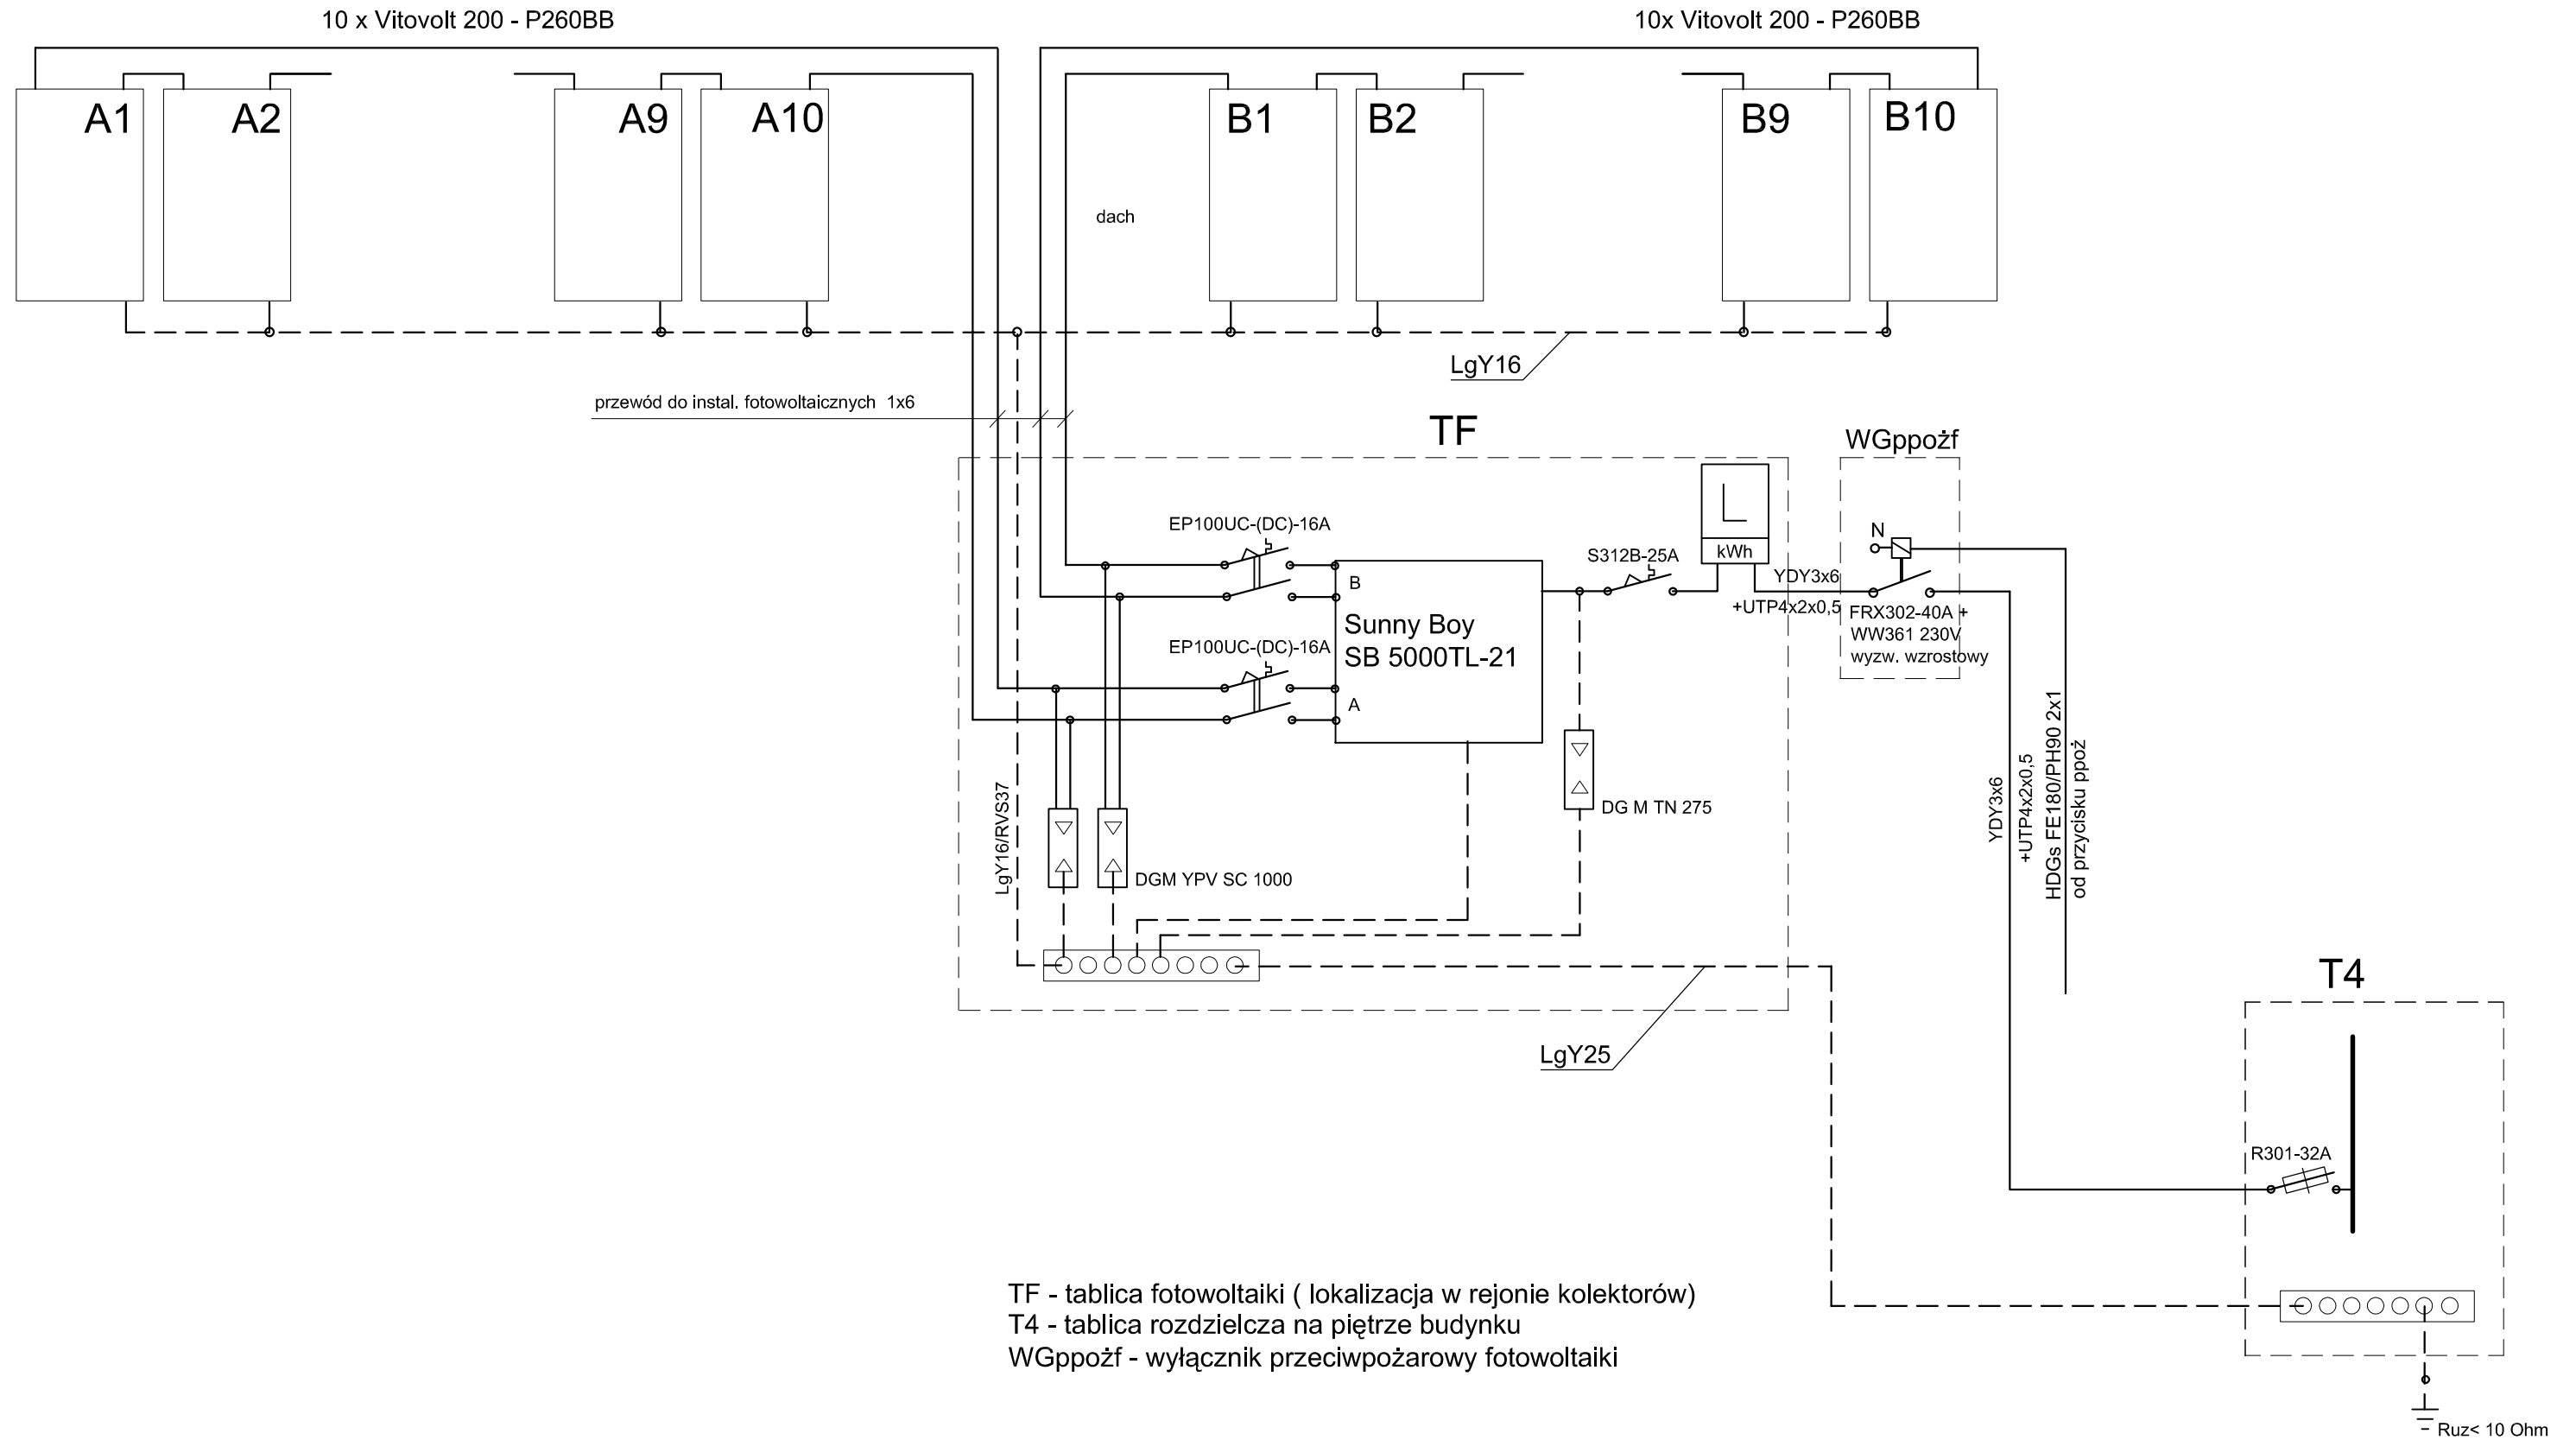 10 x Vitovolt 200 - P260BB
10x Vitovolt 200 - P260BB
A1
A2
A9
A10
B1
B2
B9
B10
dach
LgY16
przewód do instal. fotowoltaicznych 1x6
TF
WGppożf
EP100UC-(DC)-16A
L
kWh
N
S312B-25A
YDY3x6
+UTP4x2x0,5
B
Sunny Boy
SB 5000TL-21
FRX302-40A +
WW361 230V
wyzw. wzrostowy
EP100UC-(DC)-16A
A
LgY16/RVS37
DGM YPV SC 1000
DG M TN 275
YDY3x6
+UTP4x2x0,5
HDGs FE180/PH90 2x1
od przycisku ppoż
LgY25
T4
R301-32A
TF - tablica fotowoltaiki ( lokalizacja w rejonie kolektorów)
T4 - tablica rozdzielcza na piętrze budynku
WGppożf - wyłącznik przeciwpożarowy fotowoltaiki
Ruz< 10 Ohm